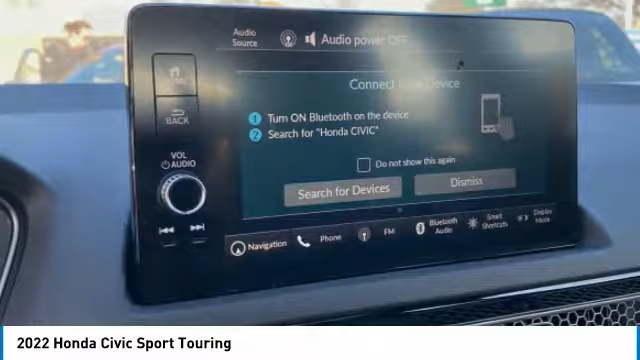 Audio
Source
Audio power OFF
Connect
Device
1 Turn ON Bluetooth on the device
2 Search for "Honda CIVIC"
BACK
VOL
AUDIO
Do not show this again
Search for Devices
Dismiss
Navigation
Phone
FM
Bluetooth
Audio
Smart
Shortcuts
Display
Mode
2022 Honda Civic Sport Touring